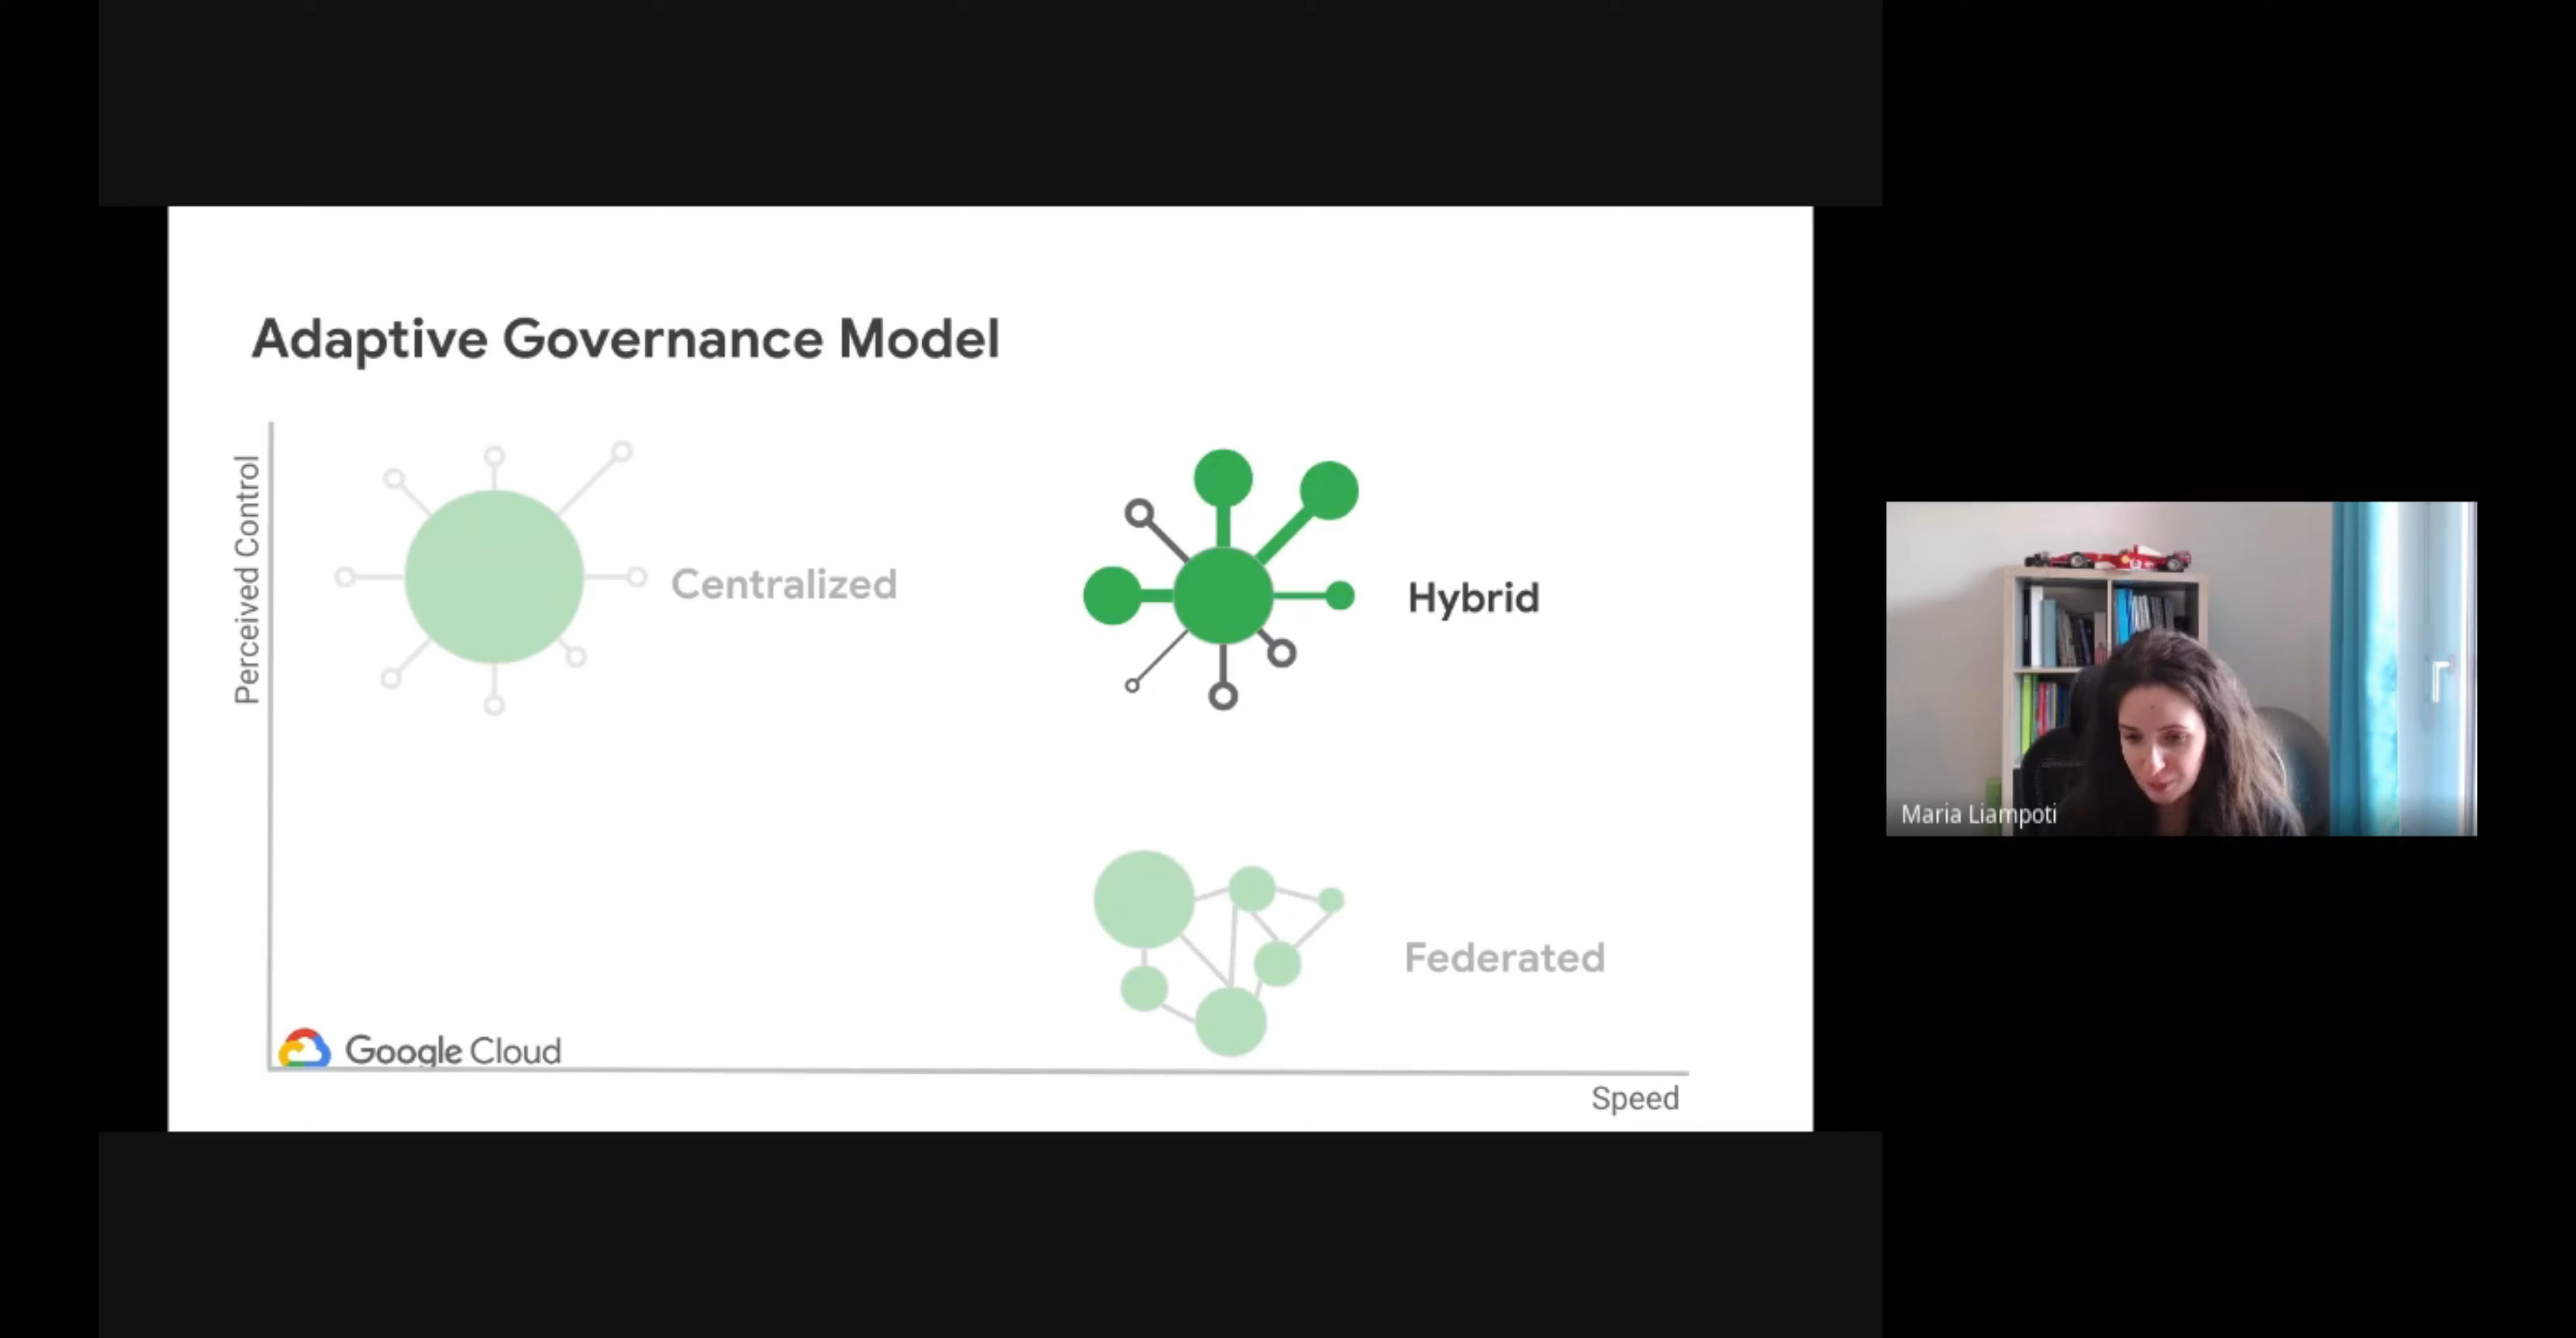 Adaptive Governance Model
Perceived Control
Centralized
Hybrid
Federated
Google Cloud
Speed
Maria Liampoti